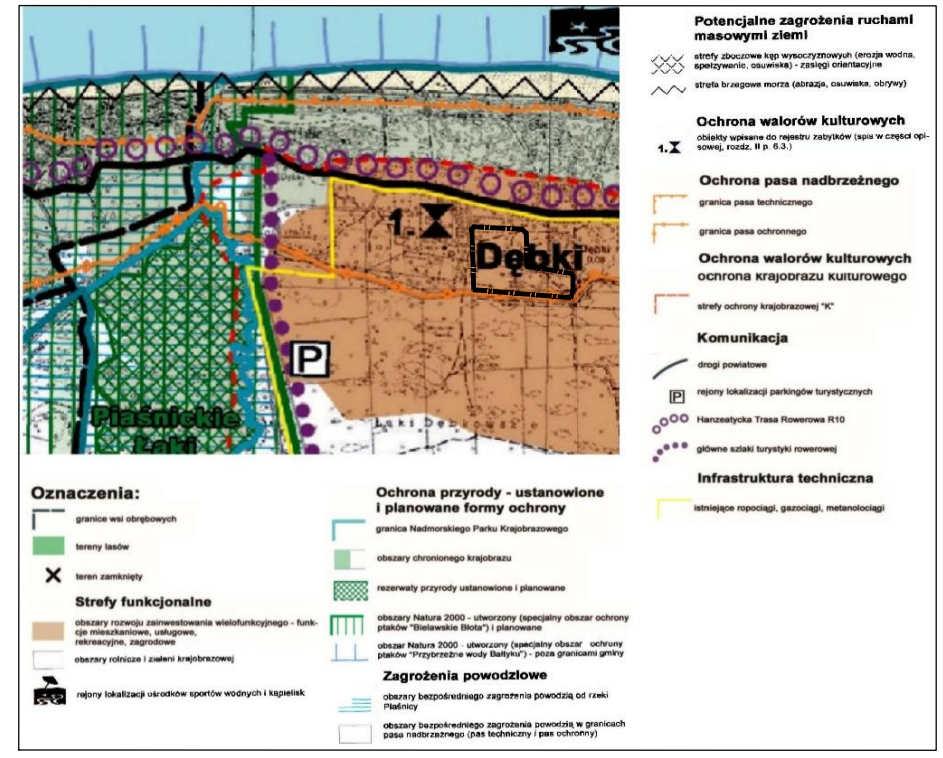 1.
Dębki
P
Piaśnickie
Łąki
Potencjalne zagrożenia ruchami
masowymi ziemi
strefy zboczowe kęp wysoczyznowych (erozja wodna,
spełzywanie, osuwiska) - zasięgi orientacyjne
strefa brzegowa morza (abrazja, osuwiska, obrywy)
Ochrona walorów kulturowych
1.
obiekty wpisane do rejestru zabytków (spis w części opi-
sowej, rozdz. II p. 6.3.)
Ochrona pasa nadbrzeżnego
granica pasa technicznego
granica pasa ochronnego
Ochrona walorów kulturowych
ochrona krajobrazu kulturowego
strefy ochrony krajobrazowej "K"
Komunikacja
drogi powiatowe
P
rejony lokalizacji parkingów turystycznych
Hanzeatycka Trasa Rowerowa R10
główne szlaki turystyki rowerowej
Infrastruktura techniczna
istniejące ropociągi, gazociągi, metanolociągi
Oznaczenia:
granice wsi obrębowych
tereny lasów
teren zamknięty
Strefy funkcjonalne
obszary rozwoju zainwestowania wielofunkcyjnego - funk-
cje mieszkaniowe, usługowe,
rekreacyjne, zagrodowe
obszary rolnicze i zieleni krajobrazowej
rejony lokalizacji ośrodków sportów wodnych i kąpielisk
Ochrona przyrody - ustanowione
i planowane formy ochrony
granica Nadmorskiego Parku Krajobrazowego
obszary chronionego krajobrazu
rezerwaty przyrody ustanowione i planowane
obszary Natura 2000 - utworzony (specjalny obszar ochrony
ptaków "Bielawskie Błota") i planowane
obszar Natura 2000 - utworzony (specjalny obszar ochrony
ptaków "Przybrzeżne wody Bałtyku") - poza granicami gminy
Zagrożenia powodziowe
obszary bezpośredniego zagrożenia powodzią od rzeki
Piaśnicy
obszary bezpośredniego zagrożenia powodzią w granicach
pasa nadbrzeżnego (pas techniczny i pas ochronny)